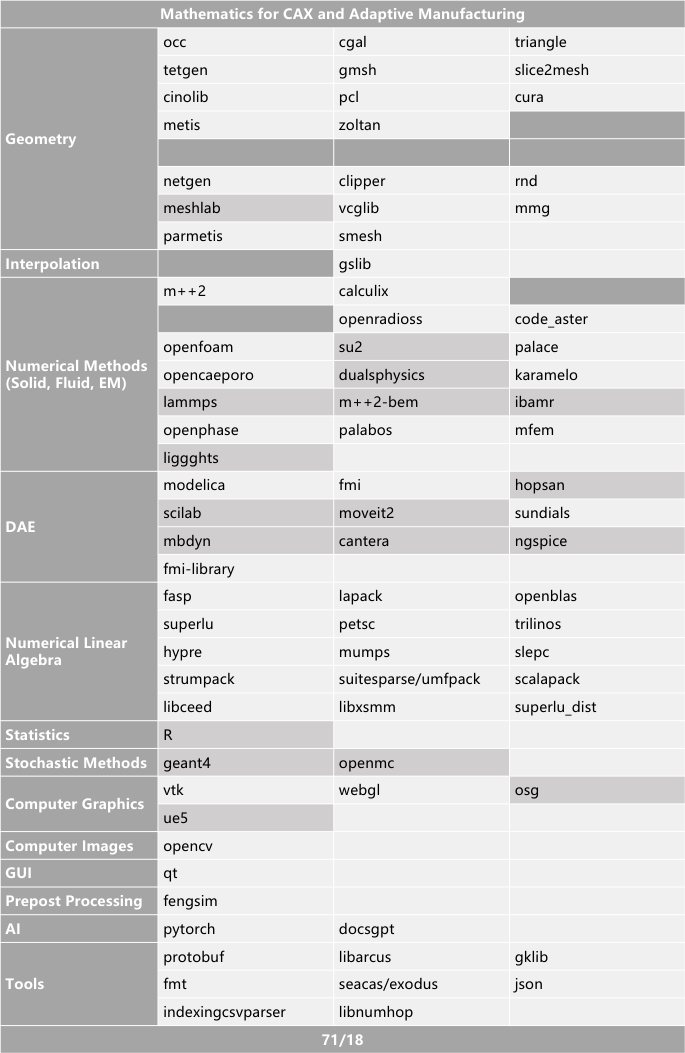 Mathematics for CAX and Adaptive Manufacturing
Geometry
occ cgal triangle
tetgen gmsh slice2mesh
cinolib pcl cura
metis zoltan
netgen clipper rnd
meshlab vcglib mmg
parmetis smesh
Interpolation gslib
Numerical Methods
(Solid, Fluid, EM)
m++2 calculix
openradioss code_aster
openfoam su2 palace
opencaeporo dualsphysics karamelo
lammps m++2-bem ibamr
openphase palabos mfem
liggghts
DAE
modelica fmi hopsan
scilab moveit2 sundials
mbdyn cantera ngspice
fmi-library
Numerical Linear
Algebra
fasp lapack openblas
superlu petsc trilinos
hypre mumps slepc
strumpack suitesparse/umfpack scalapack
libceed libxsmm superlu_dist
Statistics R
Stochastic Methods geant4 openmc
Computer Graphics
vtk webgl osg
ue5
Computer Images opencv
GUI qt
Prepost Processing fengsim
AI pytorch docsgpt
Tools
protobuf libarcus gklib
fmt seacas/exodus json
indexingcsvparser libnumhop
71/18